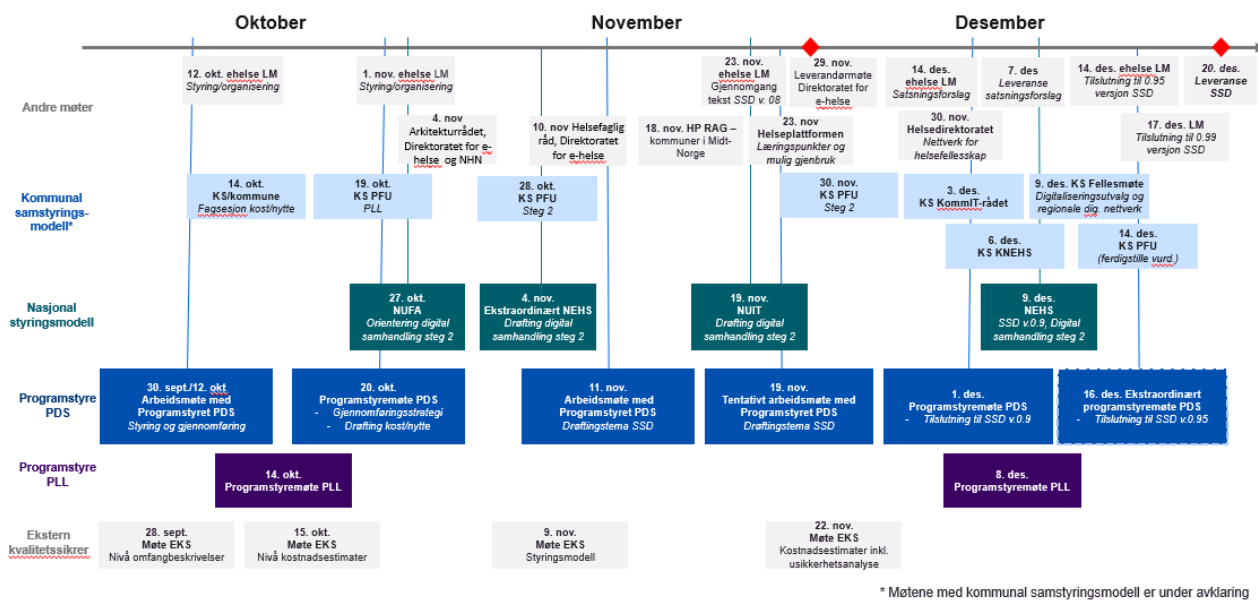 Oktober
November
Desember
Andre møter
12. okt. ehelse LM
Styring/organisering
1. nov. ehelse LM
Styring/organisering
4. nov
Arkitekturrådet,
Direktoratet for e-
helse og NHN
10. nov Helsefaglig
råd, Direktoratet
for e-helse
18. nov. HP RAG –
kommuner i Midt-
Norge
23. nov.
ehelse LM
Gjennomgang
tekst SSD v. 08
29. nov.
Leverandørmøte
Direktoratet for
e-helse
23. nov
Helseplattformen
Læringspunkter og
mulig gjenbruk
14. des.
ehelse LM
Satsningsforslag
30. nov.
Helsedirektoratet
Nettverk for
helsefellesskap
7. des
Leveranse
satsningsforslag
14. des. ehelse LM
Tilslutning til 0.95
versjon SSD
17. des. LM
Tilslutning til 0.99
versjon SSD
20. des.
Leveranse
SSD
Kommunal
samstyrings-
modell*
14. okt.
KS/kommune
Fagsesjon kost/nytte
19. okt.
KS PFU
PLL
28. okt.
KS PFU
Steg 2
30. nov.
KS PFU
Steg 2
3. des.
KS KommIT-rådet
9. des. KS Fellesmøte
Digitaliseringsutvalg og
regionale dig. nettverk
6. des.
KS KNEHS
14. des.
KS PFU
(ferdigstille vurd.)
Nasjonal
styringsmodell
27. okt.
NUFA
Orientering digital
samhandling steg 2
4. nov.
Ekstraordinært NEHS
Drøfting digital
samhandling steg 2
19. nov.
NUIT
Drøfting digital
samhandling steg 2
9. des.
NEHS
SSD v.0.9, Digital
samhandling steg 2
Programstyre
PDS
30. sept./12. okt
Arbeidsmøte med
Programstyret PDS
Styring og gjennomføring
20. okt.
Programstyremøte PDS
- Gjennomføringsstrategi
- Drøfting kost/nytte
11. nov.
Arbeidsmøte med
Programstyret PDS
Drøftingstema SSD
19. nov.
Tentativt arbeidsmøte med
Programstyret PDS
Drøftingstema SSD
1. des.
Programstyremøte PDS
- Tilslutning til SSD v.0.9
16. des. Ekstraordinært
programstyremøte PDS
- Tilslutning til SSD v.0.95
Programstyre
PLL
14. okt.
Programstyremøte PLL
8. des.
Programstyremøte PLL
Ekstern
kvalitetssikrer
28. sept.
Møte EKS
Nivå omfangbeskrivelser
15. okt.
Møte EKS
Nivå kostnadsestimater
9. nov.
Møte EKS
Styringsmodell
22. nov.
Møte EKS
Kostnadsestimater inkl.
usikkerhetsanalyse
* Møtene med kommunal samstyringsmodell er under avklaring